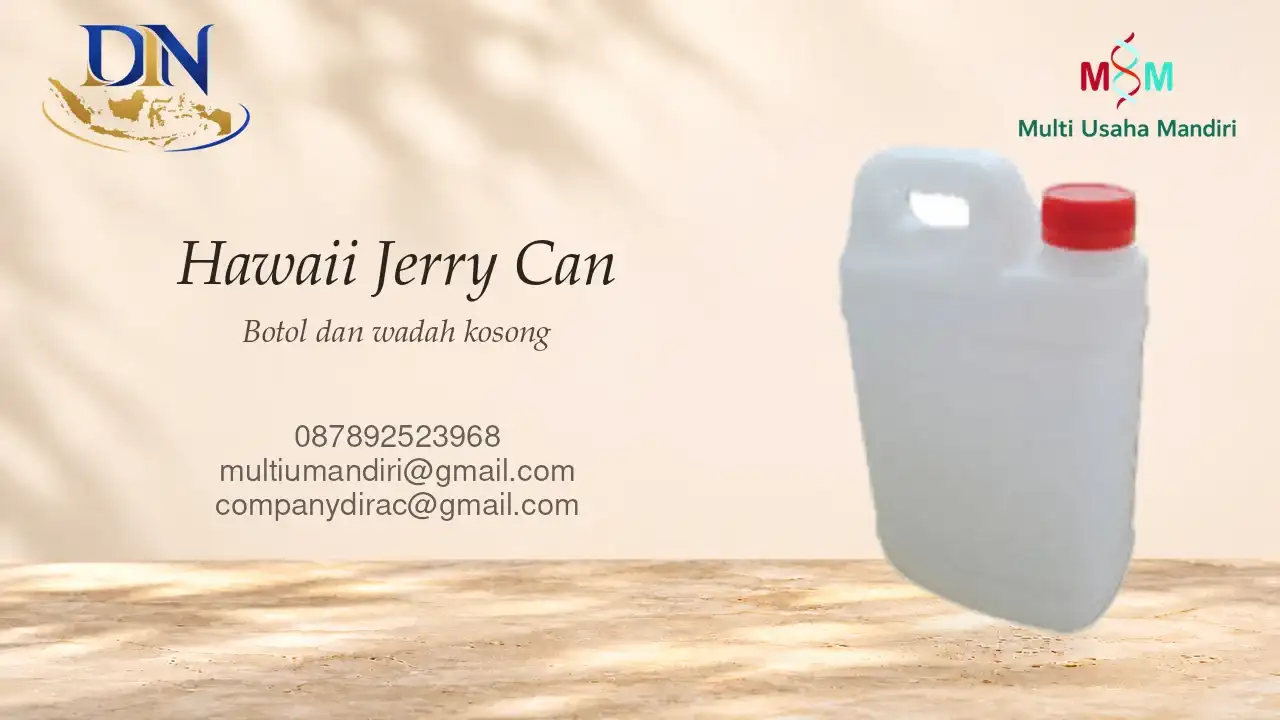 DN
MSM
Multi Usaha Mandiri
Hawaii Jerry Can
Botol dan wadah kosong
087892523968
multiumandiri@gmail.com
companydirac@gmail.com